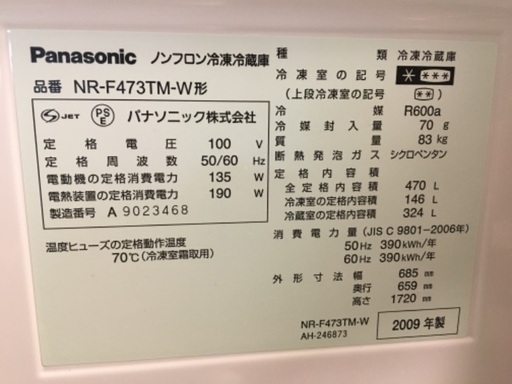 Panasonic ノンフロン冷凍冷蔵庫
品番 NR-F473TM-W形
JET PSE パナソニック株式会社
定格電圧 100 V
定格周波数 50/60 Hz
電動機の定格消費電力 135 W
電熱装置の定格消費電力 190 W
製造番号 A 9023468
温度ヒューズの定格動作温度
70℃(冷凍室霜取用)
種類 冷凍冷蔵庫
冷凍室の記号 * ***
(上段冷凍室の記号) **
冷媒 R600a
冷媒封入量 70 g
質量 83 kg
断熱発泡ガス シクロペンタン
定格内容積
全定格内容積 470 L
冷凍室の定格内容積 146 L
冷蔵室の定格内容積 324 L
消費電力量 (JIS C 9801-2006年)
50Hz 390kWh/年
60Hz 390kWh/年
外形寸法 幅 685 mm
奥行 659 mm
高さ 1720 mm
NR-F473TM-W
AH-246873
2009年製